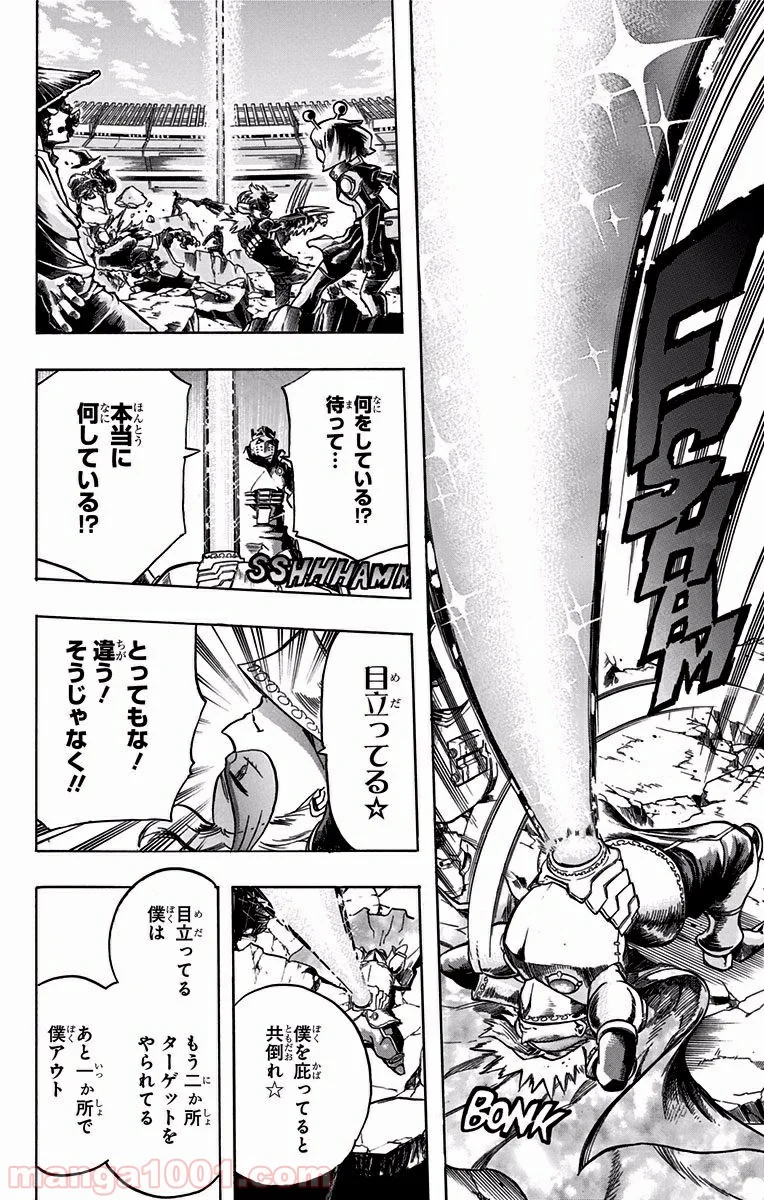 FSHAM
BONK
何をしている!?
待って…
本当に
何している!?
SSHHHAMM
目立ってる☆
とってもな!
違う!
そうじゃなく!!
僕を庇ってると
共倒れ☆
目立ってる
僕は
もう二か所
ターゲットを
やられてる
あと一か所で
僕アウト
manga1001.com